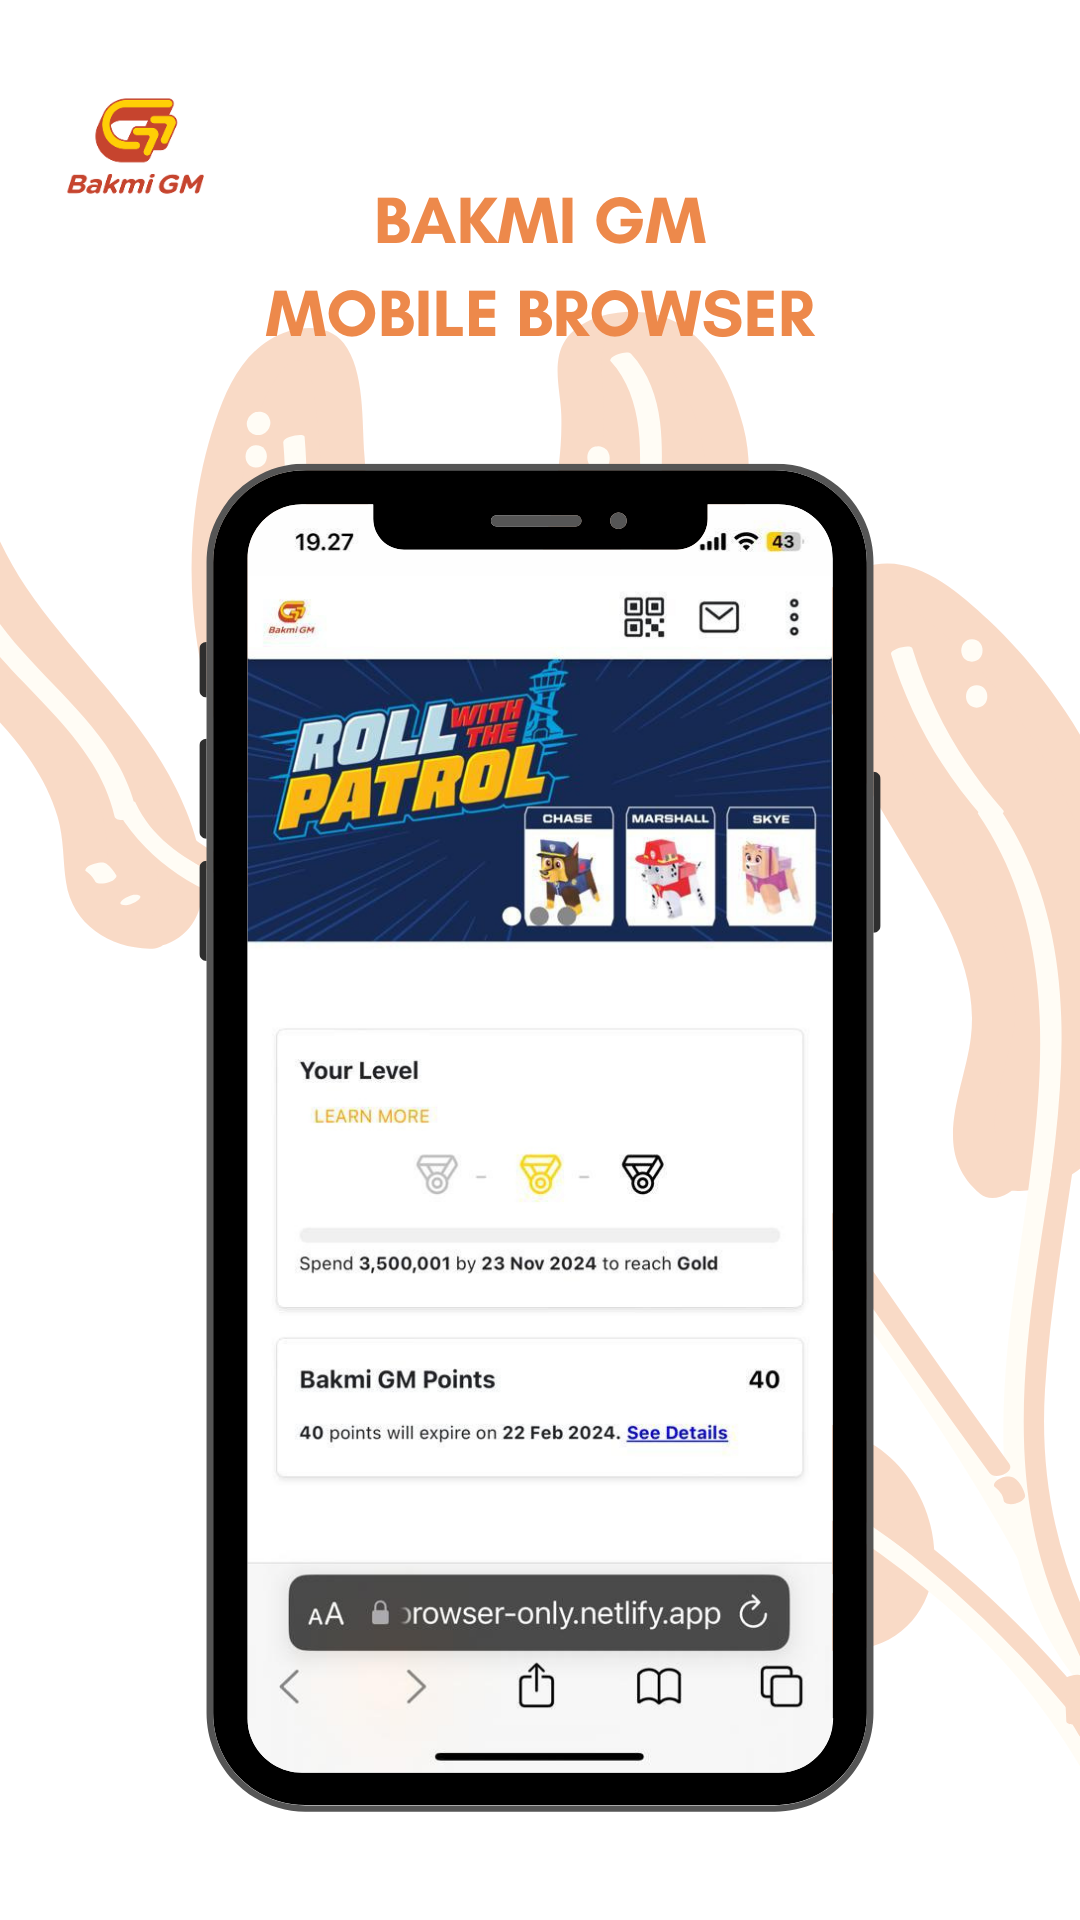 Bakmi GM
BAKMI GM
MOBILE BROWSER
19.27
43
Bakmi GM
ROLL WITH THE
PATROL
CHASE MARSHALL SKYE
Your Level
LEARN MORE
- -
Spend 3,500,001 by 23 Nov 2024 to reach Gold
Bakmi GM Points 40
40 points will expire on 22 Feb 2024. See Details
AA rowser-only.netlify.app